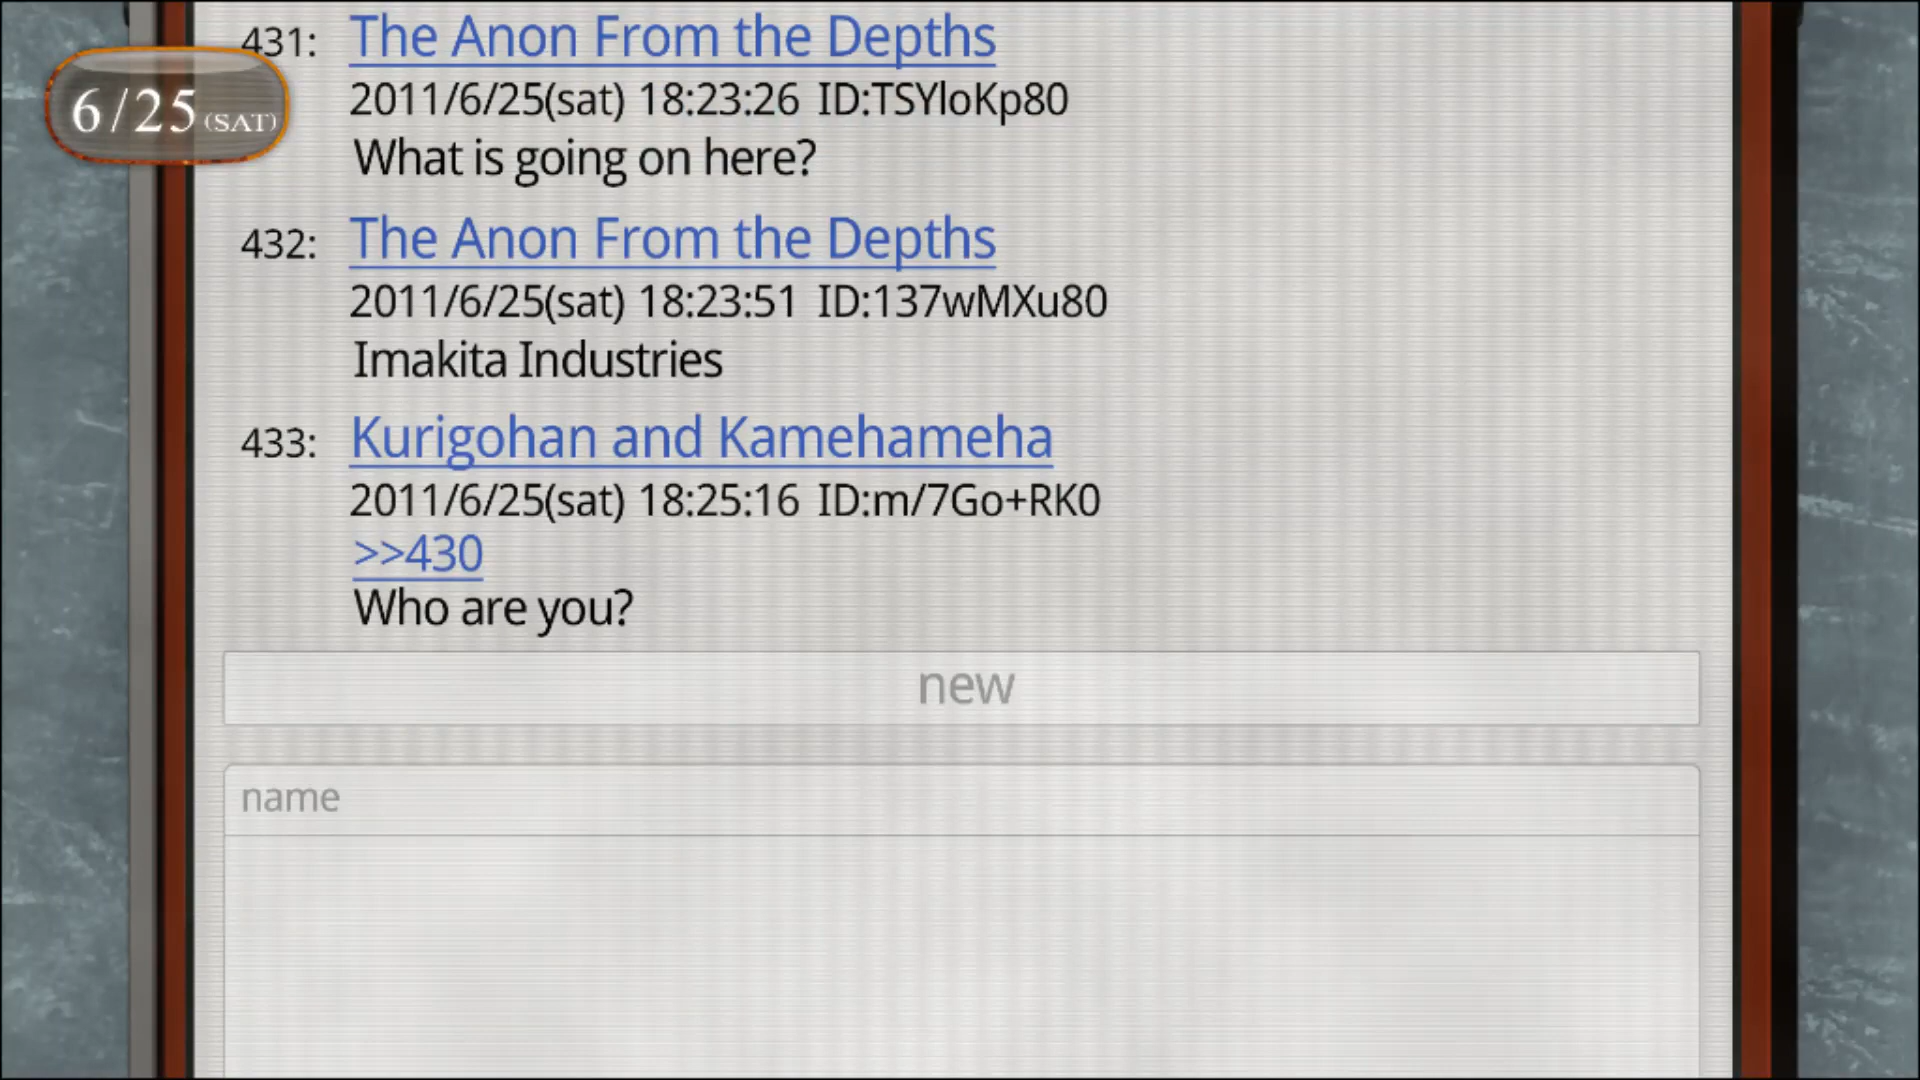 6/25(SAT)
431: The Anon From the Depths
2011/6/25(sat) 18:23:26 ID:TSYloKp80
What is going on here?
432: The Anon From the Depths
2011/6/25(sat) 18:23:51 ID:137wMXu80
Imakita Industries
433: Kurigohan and Kamehameha
2011/6/25(sat) 18:25:16 ID:m/7Go+RK0
>>430
Who are you?
new
name